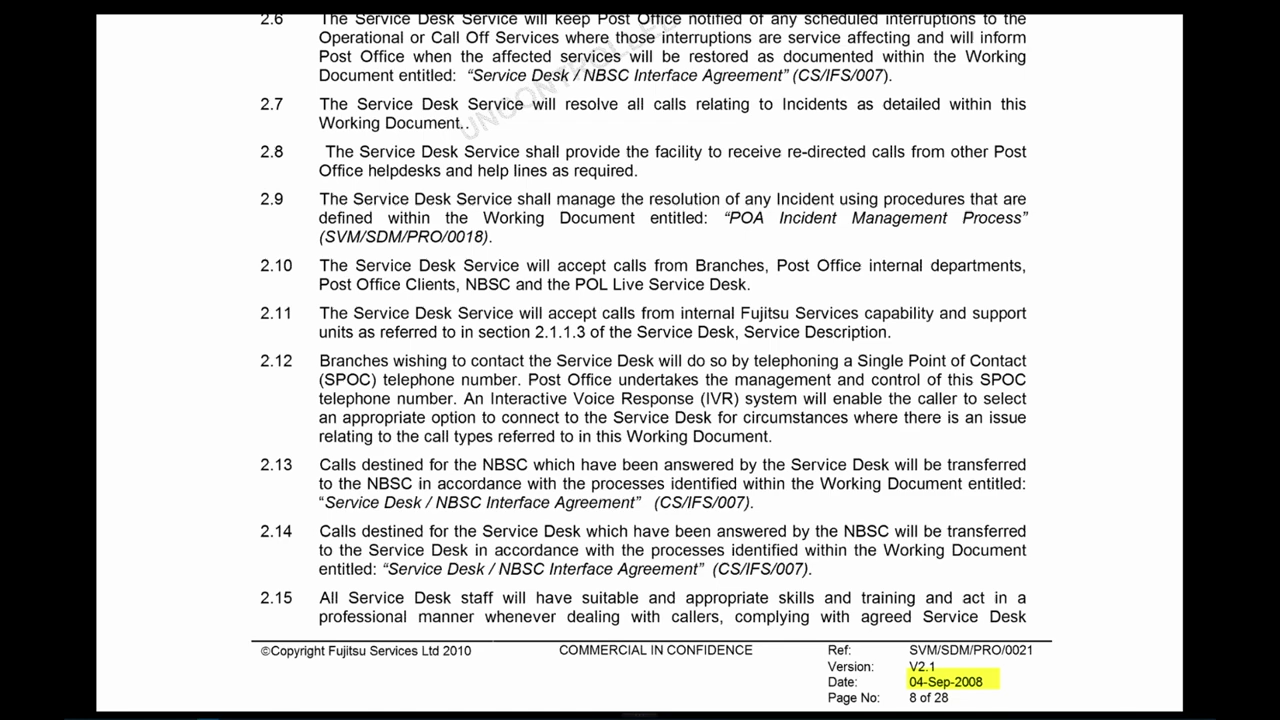 2.6 The Service Desk Service will keep Post Office notified of any scheduled interruptions to the
Operational or Call Off Services where those interruptions are service affecting and will inform
Post Office when the affected services will be restored as documented within the Working
Document entitled: “Service Desk / NBSC Interface Agreement” (CS/IFS/007).
2.7 The Service Desk Service will resolve all calls relating to Incidents as detailed within this
Working Document..
2.8 The Service Desk Service shall provide the facility to receive re-directed calls from other Post
Office helpdesks and help lines as required.
2.9 The Service Desk Service shall manage the resolution of any Incident using procedures that are
defined within the Working Document entitled: “POA Incident Management Process”
(SVM/SDM/PRO/0018).
2.10 The Service Desk Service will accept calls from Branches, Post Office internal departments,
Post Office Clients, NBSC and the POL Live Service Desk.
2.11 The Service Desk Service will accept calls from internal Fujitsu Services capability and support
units as referred to in section 2.1.1.3 of the Service Desk, Service Description.
2.12 Branches wishing to contact the Service Desk will do so by telephoning a Single Point of Contact
(SPOC) telephone number. Post Office undertakes the management and control of this SPOC
telephone number. An Interactive Voice Response (IVR) system will enable the caller to select
an appropriate option to connect to the Service Desk for circumstances where there is an issue
relating to the call types referred to in this Working Document.
2.13 Calls destined for the NBSC which have been answered by the Service Desk will be transferred
to the NBSC in accordance with the processes identified within the Working Document entitled:
“Service Desk / NBSC Interface Agreement” (CS/IFS/007).
2.14 Calls destined for the Service Desk which have been answered by the NBSC will be transferred
to the Service Desk in accordance with the processes identified within the Working Document
entitled: “Service Desk / NBSC Interface Agreement” (CS/IFS/007).
2.15 All Service Desk staff will have suitable and appropriate skills and training and act in a
professional manner whenever dealing with callers, complying with agreed Service Desk
©Copyright Fujitsu Services Ltd 2010 COMMERCIAL IN CONFIDENCE Ref: SVM/SDM/PRO/0021
Version: V2.1
Date: 04-Sep-2008
Page No: 8 of 28